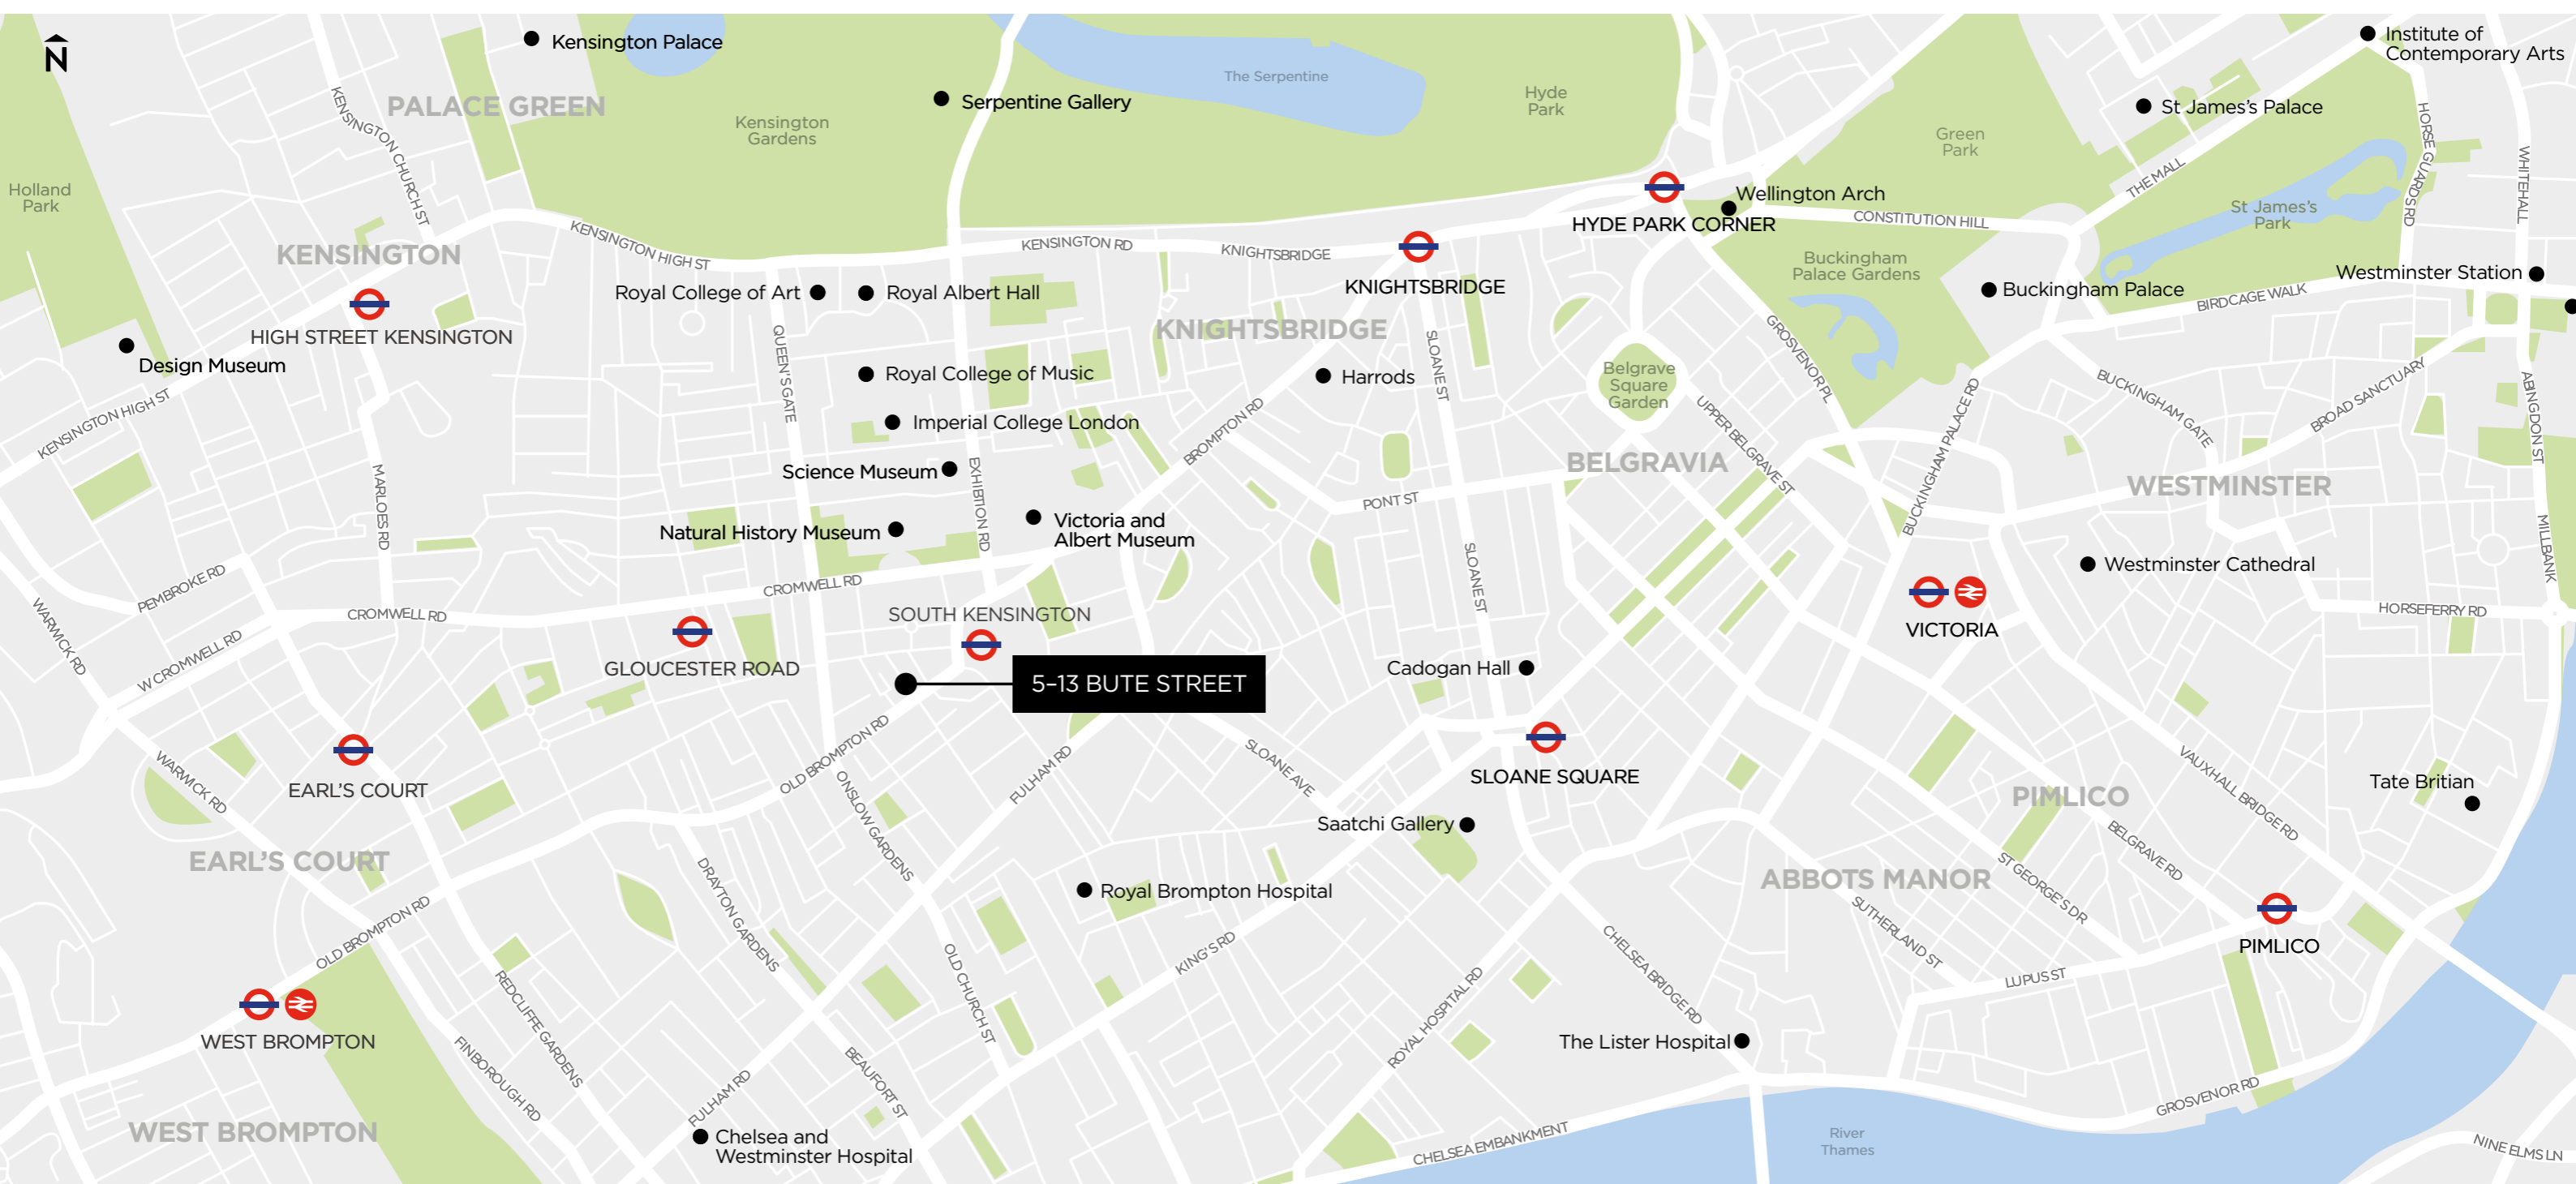 N
Kensington Palace
PALACE GREEN
KENSINGTON CHURCH ST
Kensington
Gardens
Serpentine Gallery
The Serpentine
Hyde
Park
Green
Park
Institute of
Contemporary Arts
St James's Palace
THE MALL
HORSE GUARDS RD
WHITEHALL
St James's
Park
Holland
Park
KENSINGTON
HIGH STREET KENSINGTON
Design Museum
KENSINGTON HIGH ST
KENSINGTON HIGH ST
KENSINGTON RD
KNIGHTSBRIDGE
KNIGHTSBRIDGE
HYDE PARK CORNER
Wellington Arch
CONSTITUTION HILL
Buckingham
Palace Gardens
Buckingham Palace
BIRDCAGE WALK
Westminster Station
Royal College of Art
Royal Albert Hall
KNIGHTSBRIDGE
QUEEN'S GATE
Royal College of Music
Imperial College London
Science Museum
EXHIBITION RD
Natural History Museum
Victoria and
Albert Museum
Harrods
BROMPTON RD
SLOANE ST
Belgrave
Square
Garden
GROSVENOR PL
UPPER BELGRAVE ST
BELGRAVIA
PONT ST
SLOANE ST
BUCKINGHAM PALACE RD
BUCKINGHAM GATE
BROAD SANCTUARY
ABINGDON ST
WESTMINSTER
MILLBANK
Westminster Cathedral
HORSEFERRY RD
VICTORIA
MARLOES RD
PEMBROKE RD
WARWICK RD
W CROMWELL RD
CROMWELL RD
CROMWELL RD
GLOUCESTER ROAD
SOUTH KENSINGTON
5–13 BUTE STREET
Cadogan Hall
SLOANE SQUARE
EARL'S COURT
WARWICK RD
EARL'S COURT
OLD BROMPTON RD
ONSLOW GARDENS
FULHAM RD
SLOANE AVE
Saatchi Gallery
Royal Brompton Hospital
PIMLICO
VAUXHALL BRIDGE RD
Tate Britian
BELGRAVE RD
ABBOTS MANOR
ST GEORGE'S DR
SUTHERLAND ST
PIMLICO
LUPUS ST
OLD BROMPTON RD
DRAYTON GARDENS
OLD CHURCH ST
KING'S RD
ROYAL HOSPITAL RD
CHELSEA BRIDGE RD
The Lister Hospital
WEST BROMPTON
REDCLIFFE GARDENS
FINBOROUGH RD
WEST BROMPTON
FULHAM RD
BEAUFORT ST
Chelsea and
Westminster Hospital
CHELSEA EMBANKMENT
River
Thames
GROSVENOR RD
NINE ELMS LN